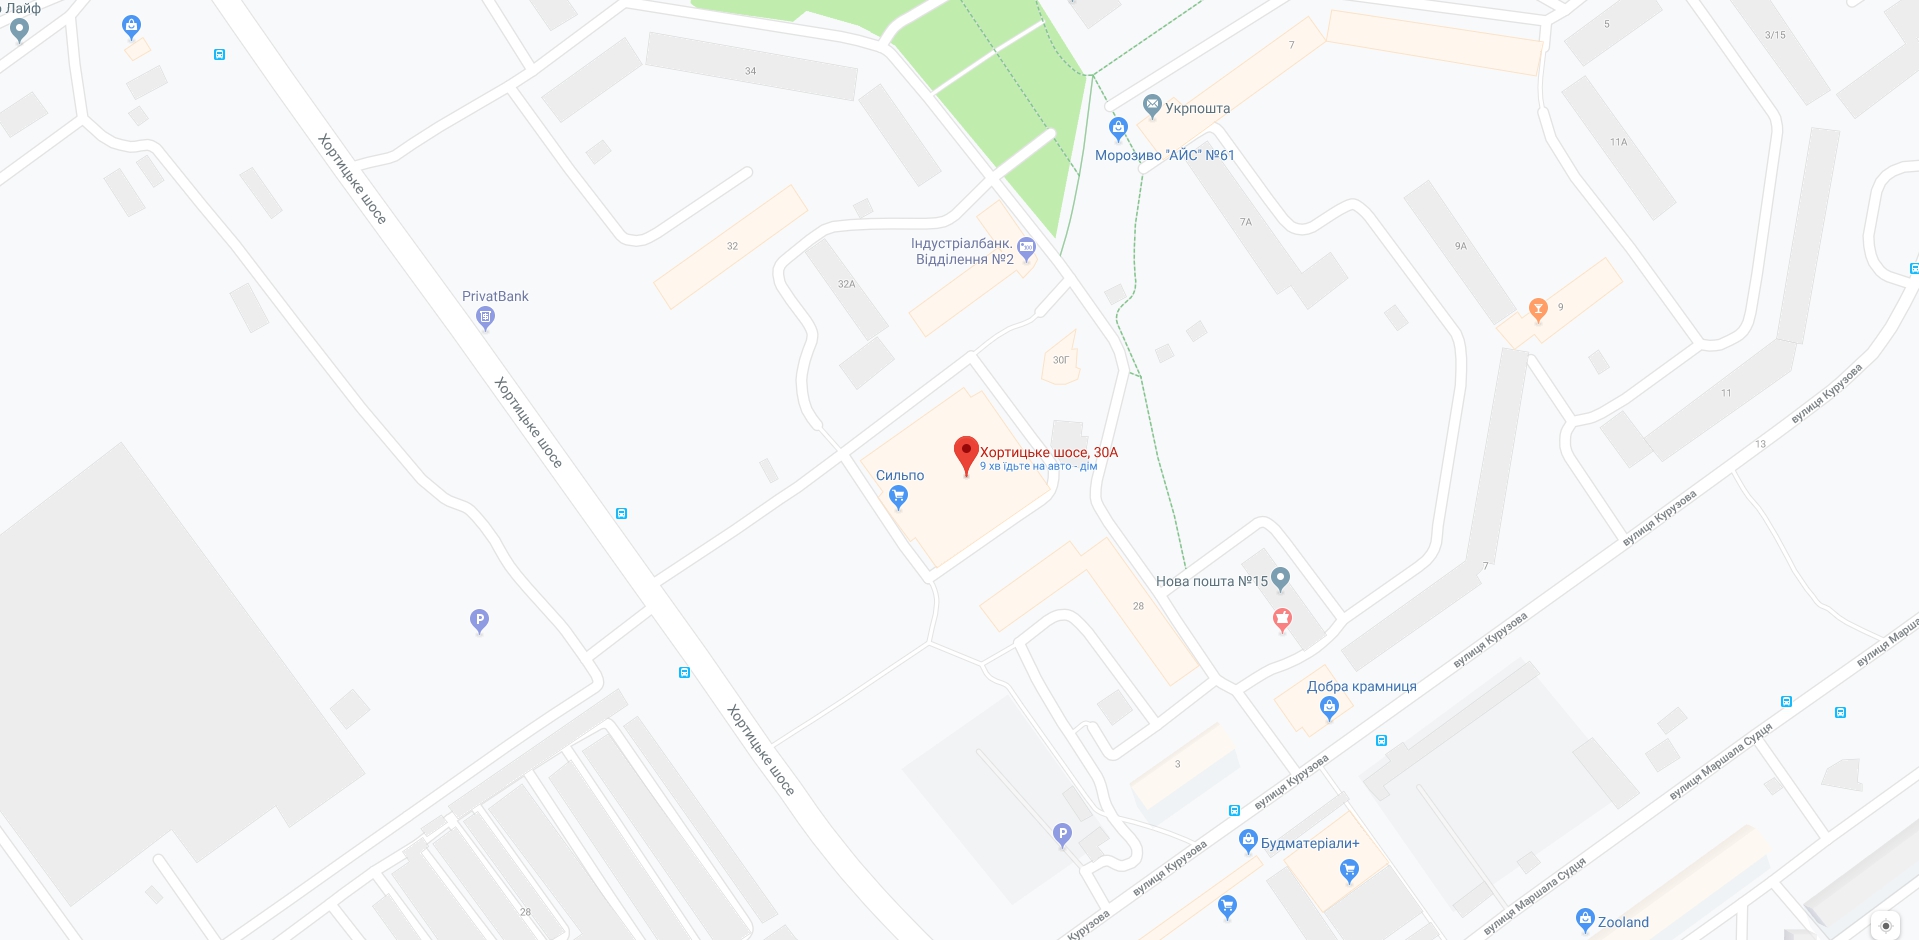 о Лайф
5
3/15
7
34
Укрпошта
Морозиво "АЙС" №61
11А
Хортицьке шосе
7А
32
9А
Індустріалбанк.
Відділення №2
32А
PrivatBank
9
30Г
11
вулиця Курузова
Хортицьке шосе
13
Хортицьке шосе, 30А
9 хв їдьте на авто - дім
Сильпо
вулиця Курузова
7
Нова пошта №15
28
P
вулиця Курузова
вулиця Марша
Добра крамниця
Хортицьке шосе
3
вулиця Курузова
вулиця Маршала Судця
P
Будматеріали+
вулиця Курузова
вулиця Маршала Судця
28
Курузова
Zooland